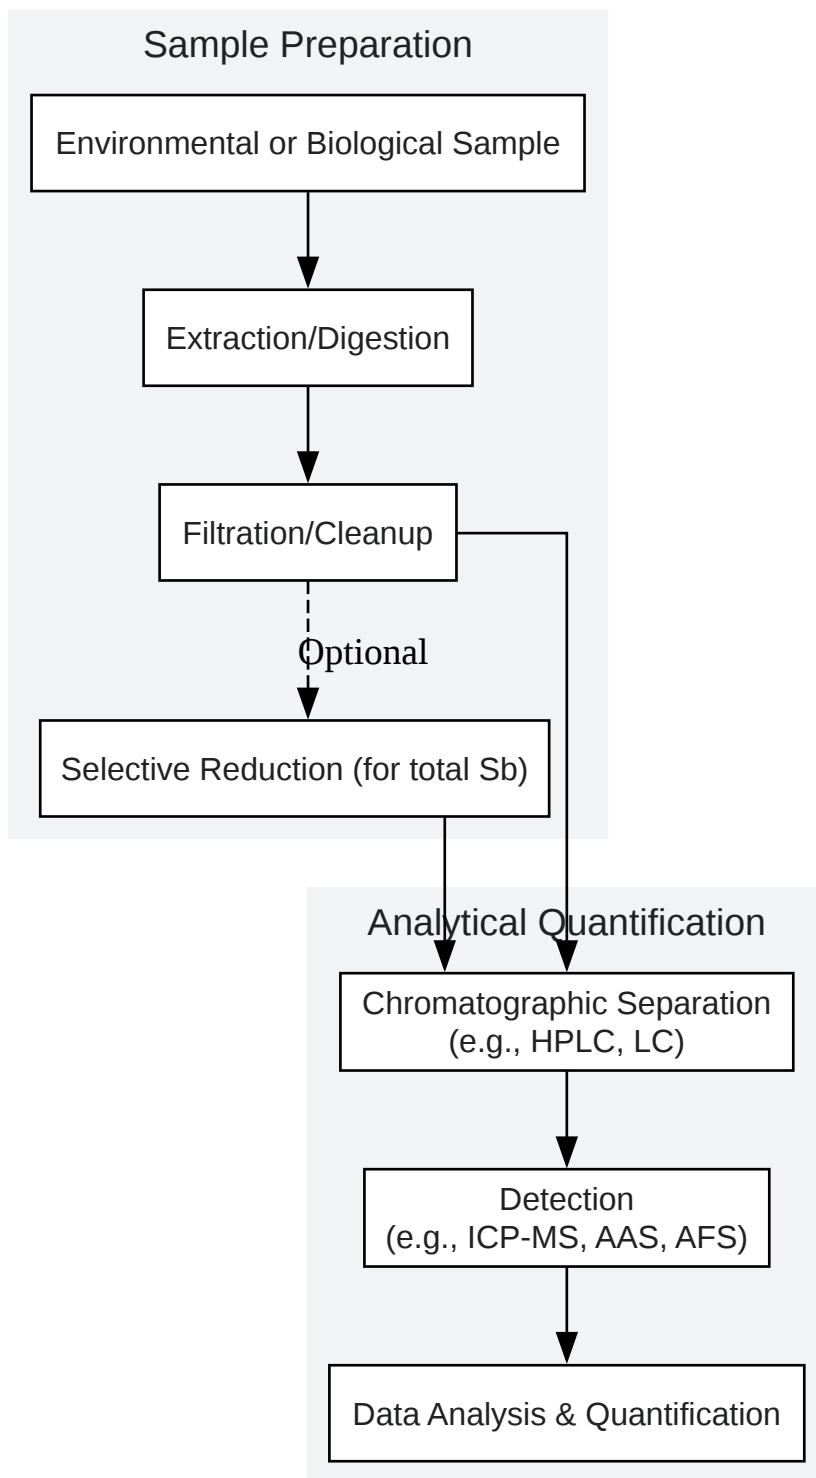 Sample Preparation
Environmental or Biological Sample
Extraction/Digestion
Filtration/Cleanup
Optional
Selective Reduction (for total Sb)
Analytical Quantification
Chromatographic Separation
(e.g., HPLC, LC)
Detection
(e.g., ICP-MS, AAS, AFS)
Data Analysis & Quantification